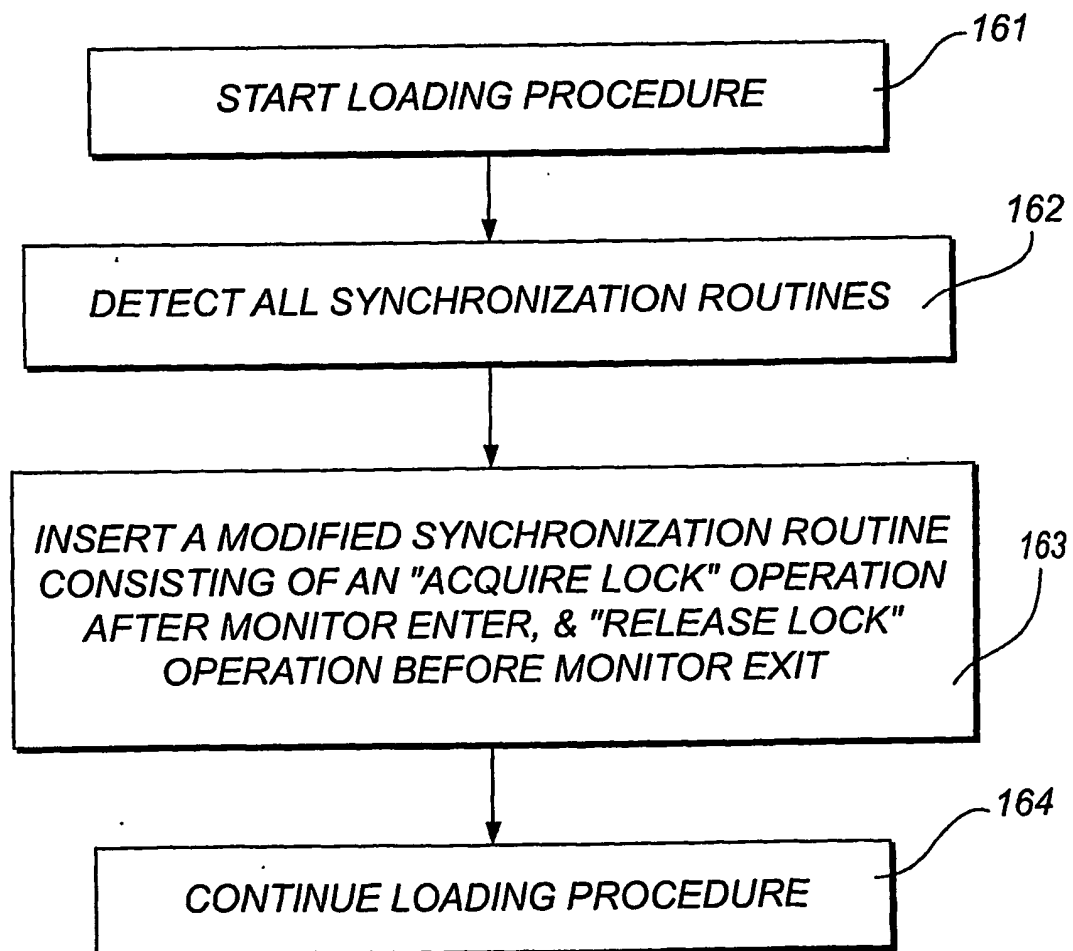 161
START LOADING PROCEDURE
162
DETECT ALL SYNCHRONIZATION ROUTINES
INSERT A MODIFIED SYNCHRONIZATION ROUTINE
CONSISTING OF AN "ACQUIRE LOCK" OPERATION
AFTER MONITOR ENTER, & "RELEASE LOCK"
OPERATION BEFORE MONITOR EXIT
163
164
CONTINUE LOADING PROCEDURE